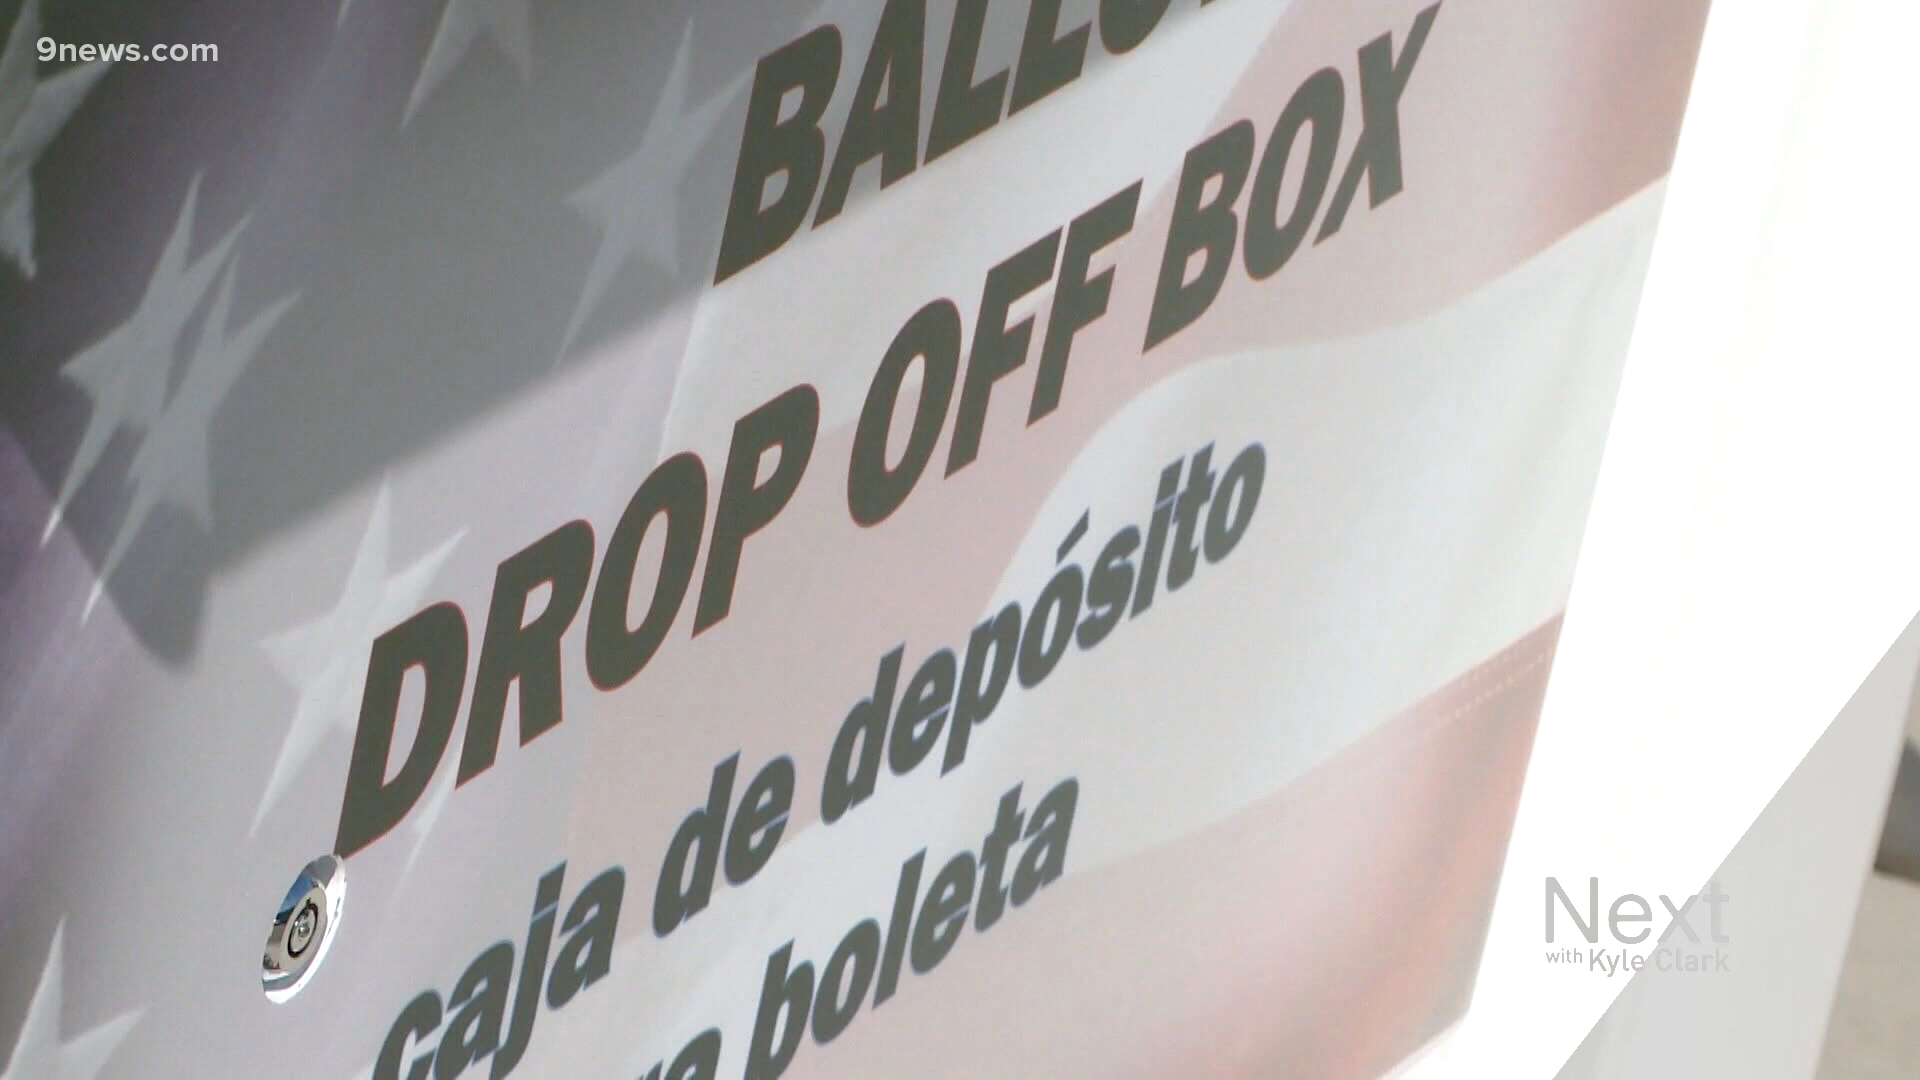 9news.com
DROP OFF BOX
caja de depósito
boleta
Next
with Kyle Clark